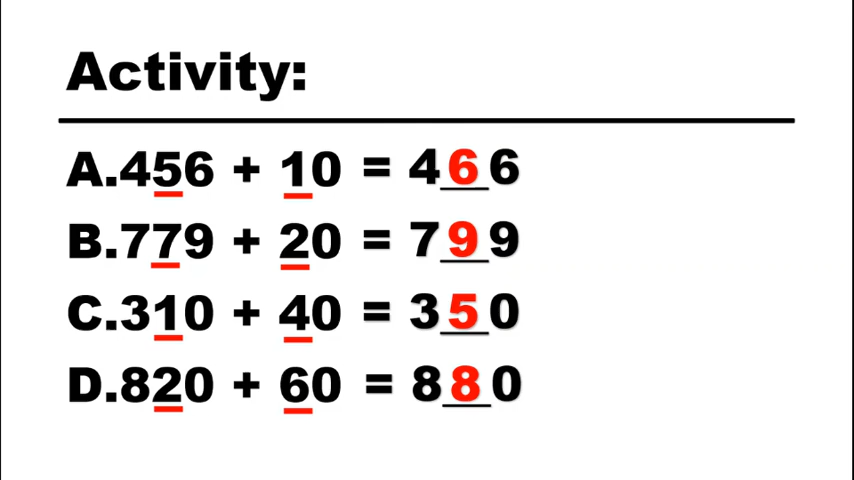 Activity:
A.456 + 10 = 466
B.779 + 20 = 799
C.310 + 40 = 350
D.820 + 60 = 880